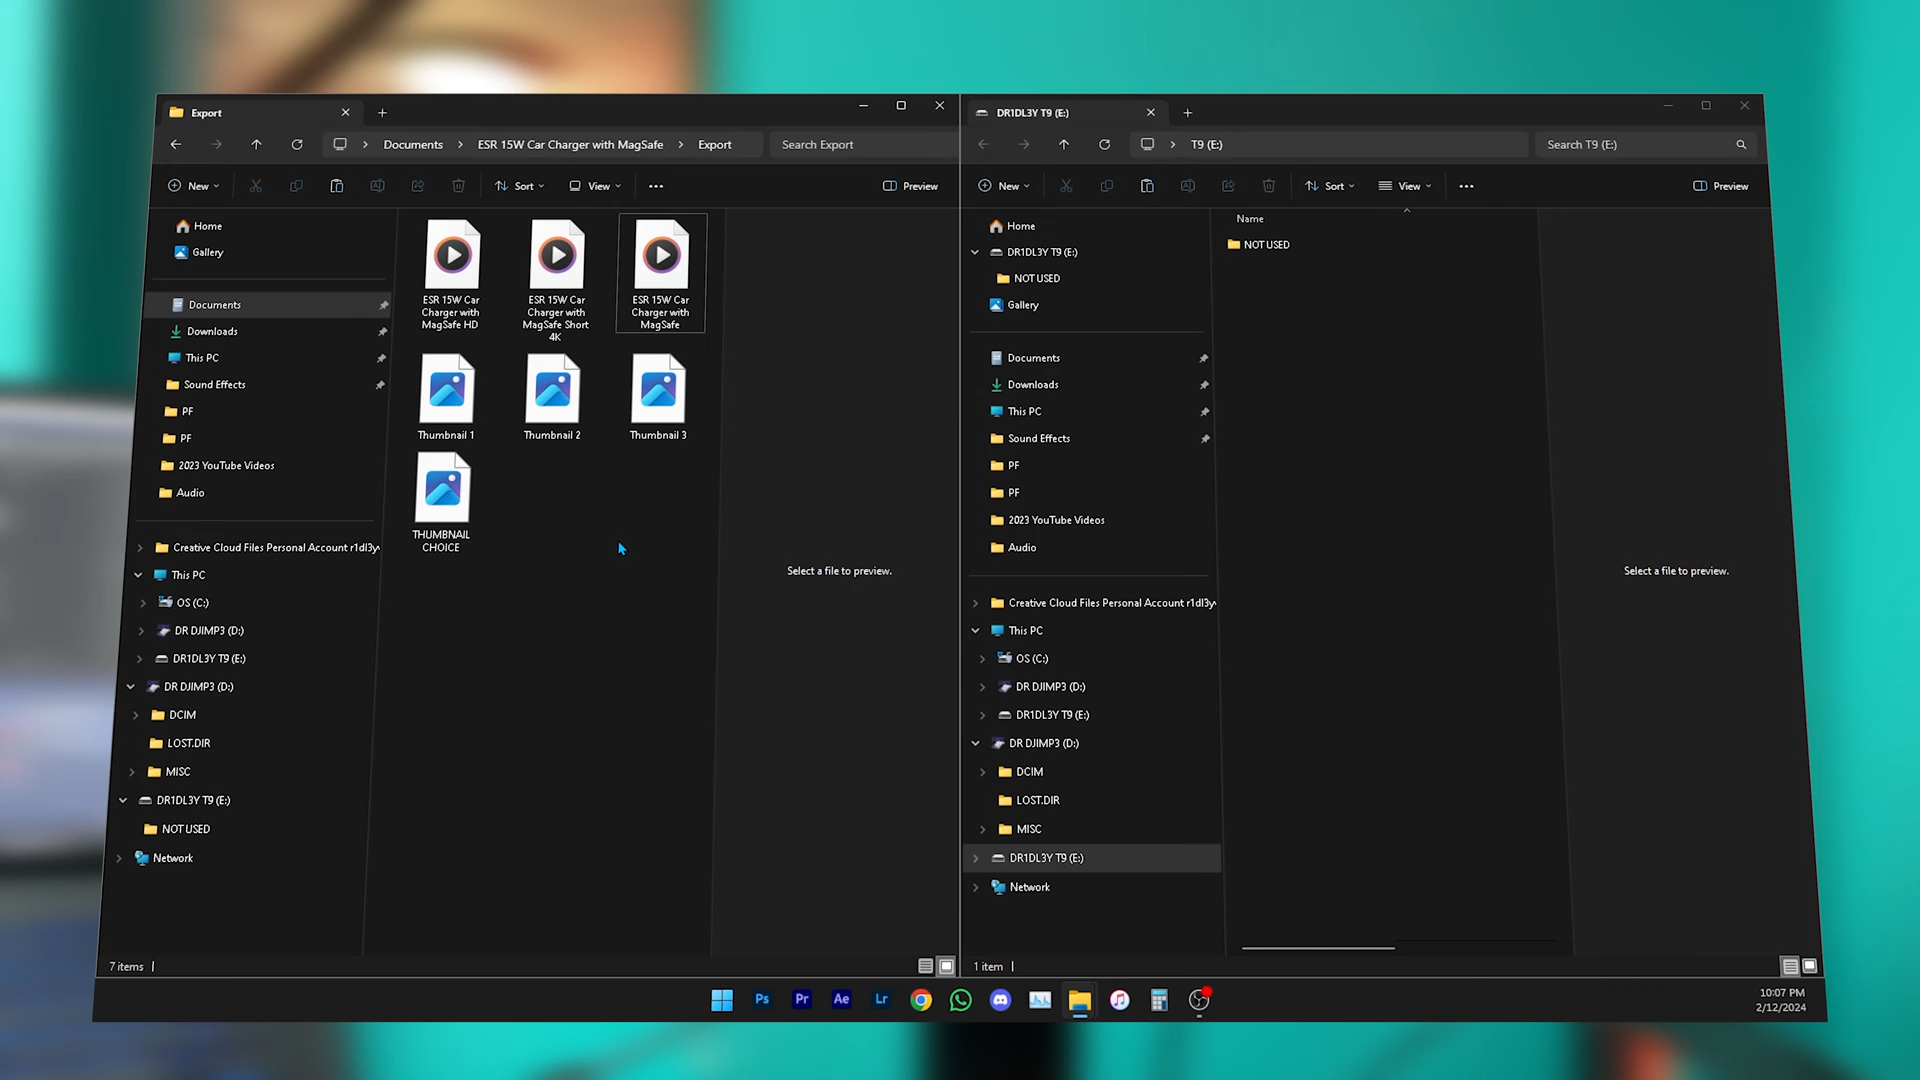 Export
Documents > ESR 15W Car Charger with MagSafe > Export
Search Export
New
Sort
View
Preview
Home
Gallery
Documents
Downloads
This PC
Sound Effects
PF
PF
2023 YouTube Videos
Audio
Creative Cloud Files Personal Account r1dl3y
This PC
OS (C:)
DR DJIMP3 (D:)
DR1DL3Y T9 (E:)
DR DJIMP3 (D:)
DCIM
LOST.DIR
MISC
DR1DL3Y T9 (E:)
NOT USED
Network
ESR 15W Car
Charger with
MagSafe HD
ESR 15W Car
Charger with
MagSafe Short
4K
ESR 15W Car
Charger with
MagSafe
Thumbnail 1
Thumbnail 2
Thumbnail 3
THUMBNAIL
CHOICE
Select a file to preview.
7 items
DR1DL3Y T9 (E:)
T9 (E:)
Search T9 (E:)
New
Sort
View
Preview
Home
DR1DL3Y T9 (E:)
NOT USED
Gallery
Documents
Downloads
This PC
Sound Effects
PF
PF
2023 YouTube Videos
Audio
Creative Cloud Files Personal Account r1dl3y
This PC
OS (C:)
DR DJIMP3 (D:)
DR1DL3Y T9 (E:)
DR DJIMP3 (D:)
DCIM
LOST.DIR
MISC
DR1DL3Y T9 (E:)
Network
Name
NOT USED
Select a file to preview.
1 item
Ps
Pr
Ae
Lr
10:07 PM
2/12/2024